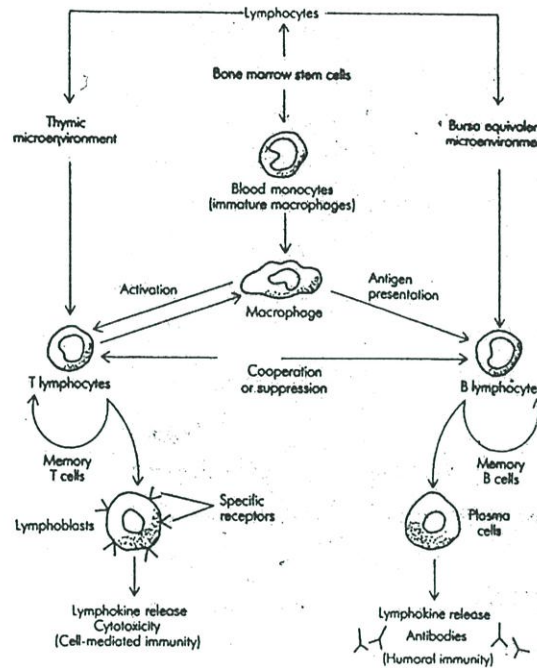 Lymphocytes
Bone marrow stem cells
Thymic
microenvironment
Bursa equivalen
microenvironme
Blood monocytes
(immature macrophages)
Activation
Macrophage
Antigen
presentation
T lymphocytes
Cooperation
or suppression
B lymphocyte
Memory
T cells
Memory
B cells
Lymphoblasts
Specific
receptors
Plasma
cells
Lymphokine release
Cytotoxicity
(Cell-mediated immunity)
Lymphokine release
Antibodies
(Humoral immunity)